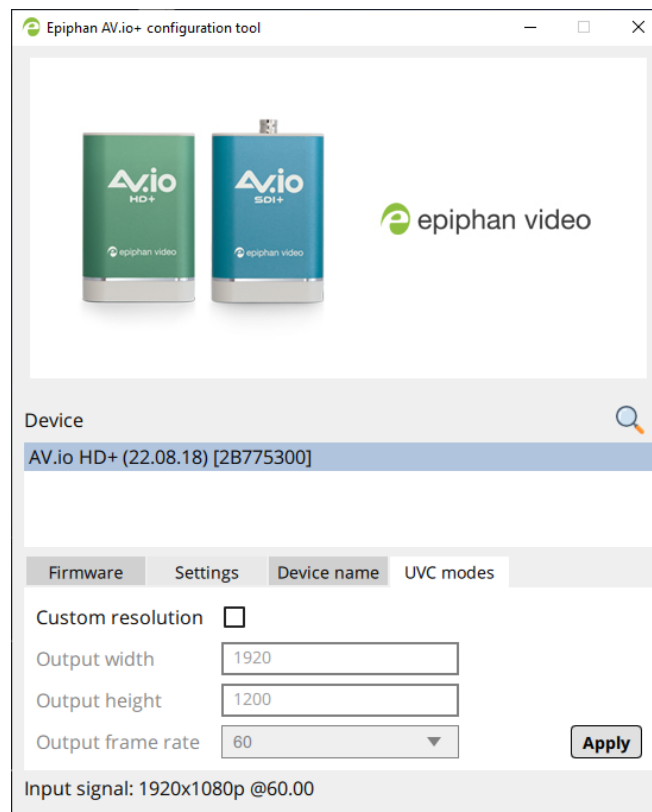 Epiphan AV.io+ configuration tool
AV.io
HD+
epiphan video
AV.io
SDI+
epiphan video
epiphan video
Device
AV.io HD+ (22.08.18) [2B775300]
Firmware Settings Device name UVC modes
Custom resolution
Output width 1920
Output height 1200
Output frame rate 60
Apply
Input signal: 1920x1080p @60.00